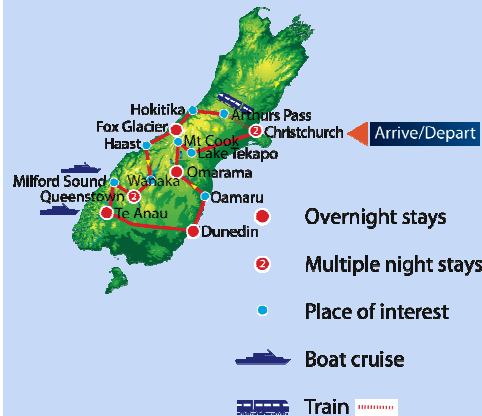 Hokitika
Arthurs Pass
Fox Glacier
2 Christchurch
Arrive/Depart
Haast
Mt Cook
Lake Tekapo
Omarama
Milford Sound
Wanaka
Queenstown
2
Oamaru
Te Anau
Dunedin
Overnight stays
2 Multiple night stays
Place of interest
Boat cruise
Train